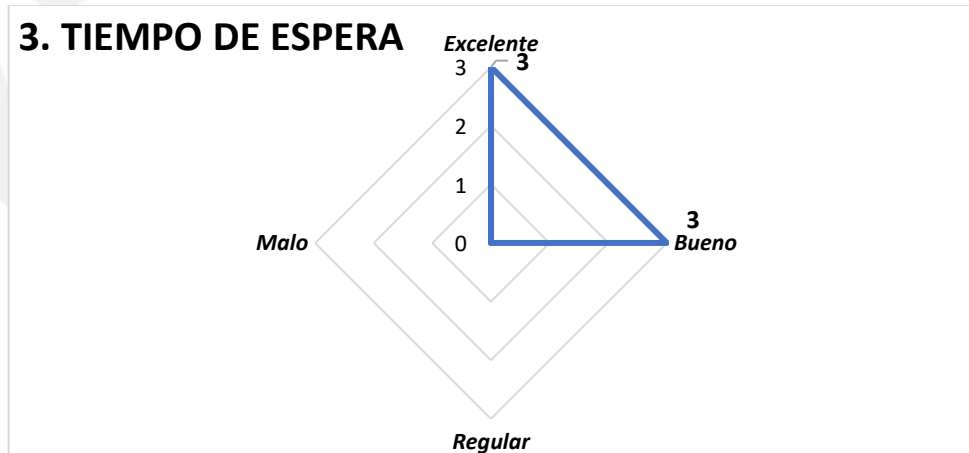 3. TIEMPO DE ESPERA
Excelente
3
3
2
1
0
3
Malo
Bueno
Regular